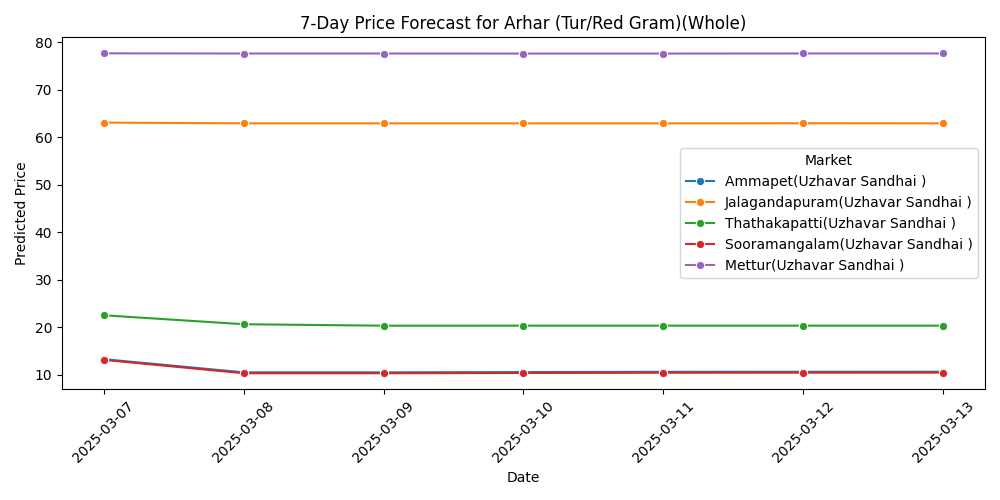 7-Day Price Forecast for Arhar (Tur/Red Gram)(Whole)
80
70
60
50
40
30
20
10
Predicted Price
Market
Ammapet(Uzhavar Sandhai )
Jalagandapuram(Uzhavar Sandhai )
Thathakapatti(Uzhavar Sandhai )
Sooramangalam(Uzhavar Sandhai )
Mettur(Uzhavar Sandhai )
2025-03-07
2025-03-08
2025-03-09
2025-03-10
2025-03-11
2025-03-12
2025-03-13
Date